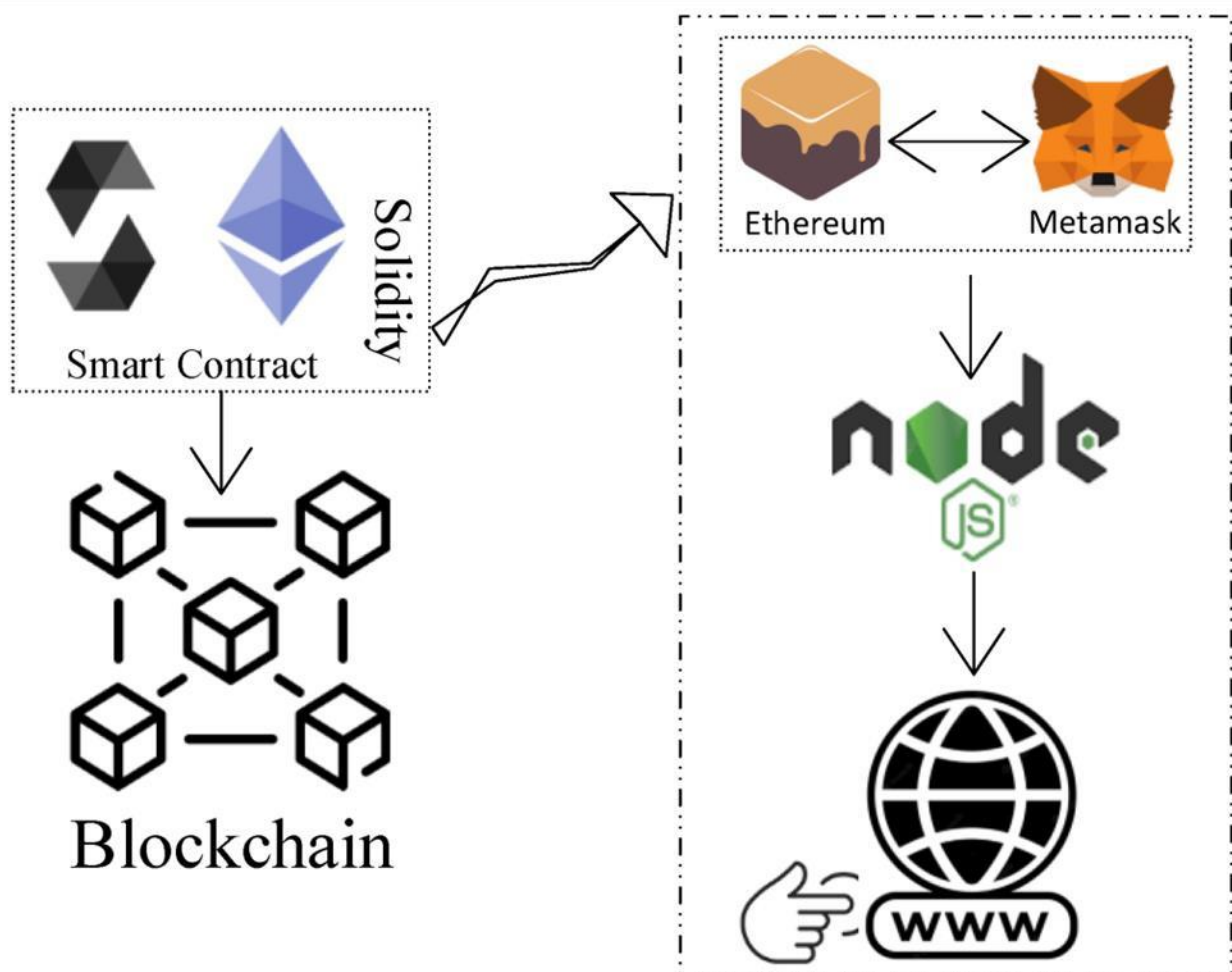 Smart Contract
Solidity
Blockchain
Ethereum
Metamask
node
JS®
WWW